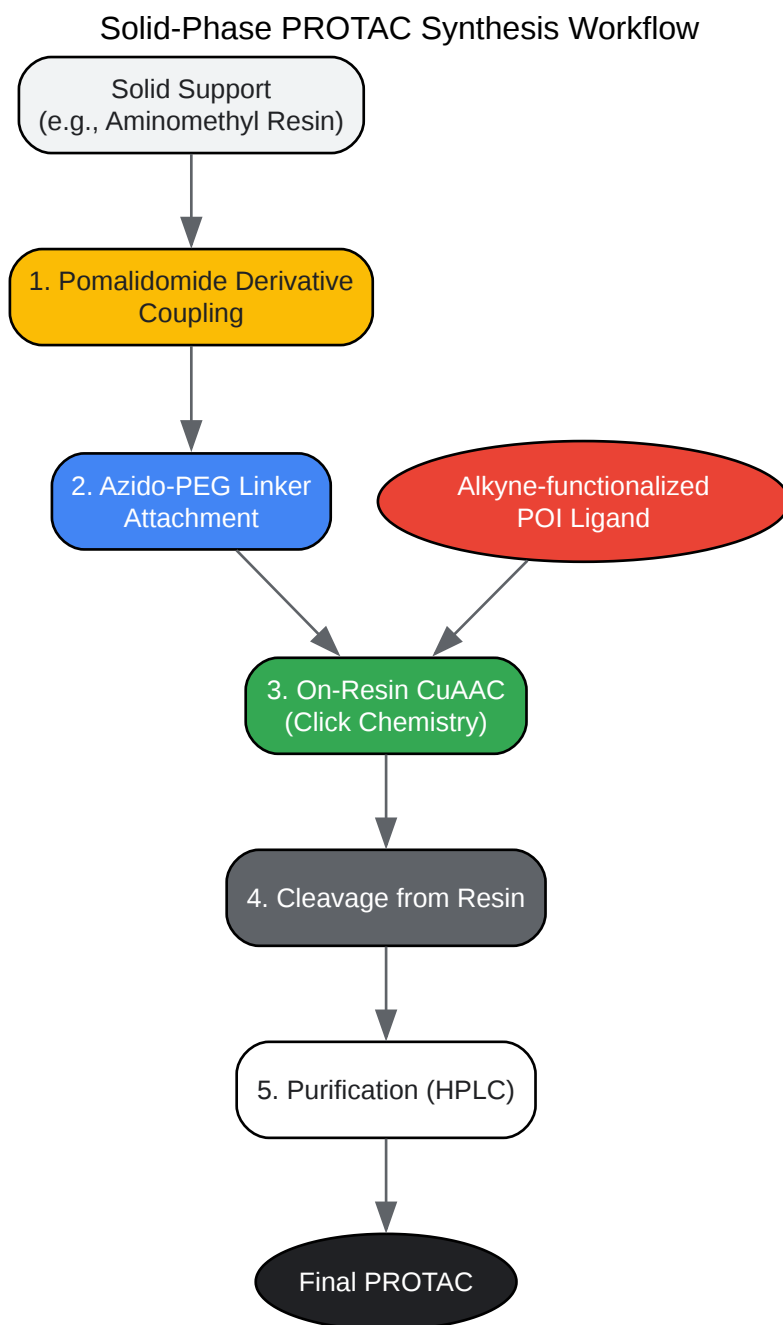 Solid-Phase PROTAC Synthesis Workflow
Solid Support
(e.g., Aminomethyl Resin)
1. Pomalidomide Derivative
Coupling
2. Azido-PEG Linker
Attachment
Alkyne-functionalized
POI Ligand
3. On-Resin CuAAC
(Click Chemistry)
4. Cleavage from Resin
5. Purification (HPLC)
Final PROTAC